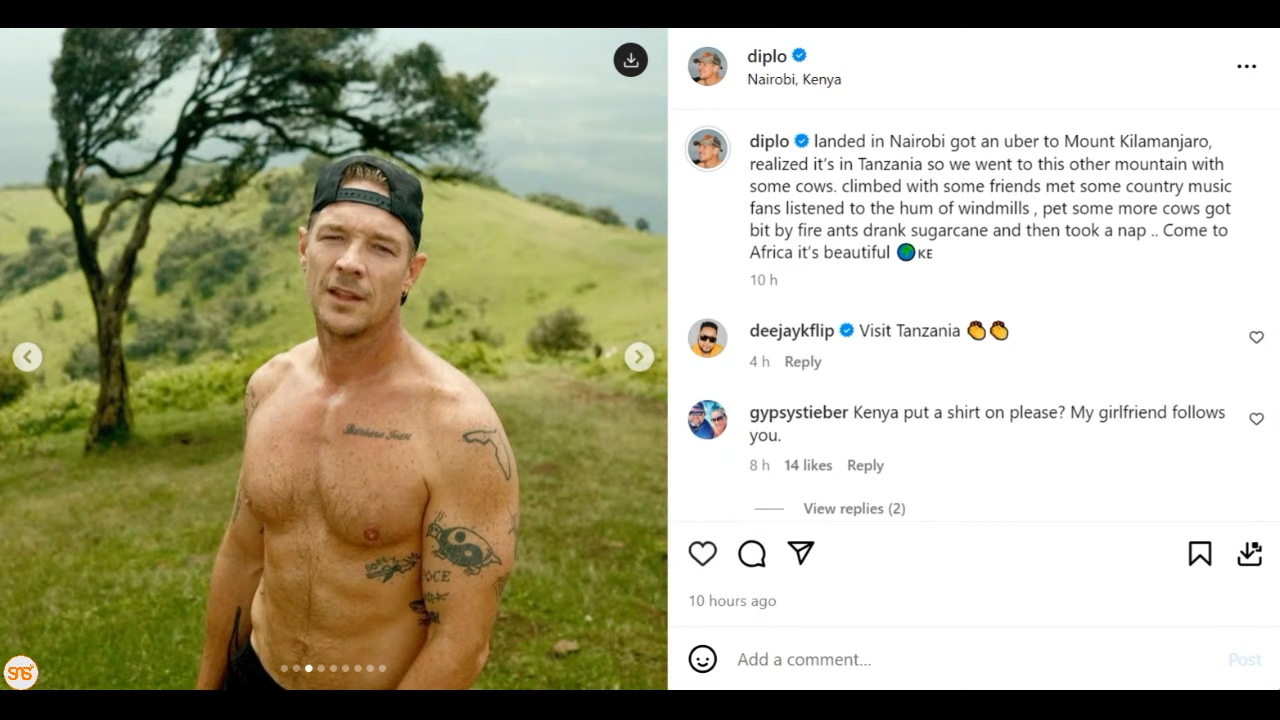 diplo
Nairobi, Kenya
diplo landed in Nairobi got an uber to Mount Kilamanjaro,
realized it's in Tanzania so we went to this other mountain with
some cows. climbed with some friends met some country music
fans listened to the hum of windmills , pet some more cows got
bit by fire ants drank sugarcane and then took a nap .. Come to
Africa it's beautiful 🌍 KE
10 h
deejaykflip Visit Tanzania 👏👏
4 h Reply
gypsystieber Kenya put a shirt on please? My girlfriend follows
you.
8 h 14 likes Reply
View replies (2)
10 hours ago
Add a comment...
Post
Barbara Jean